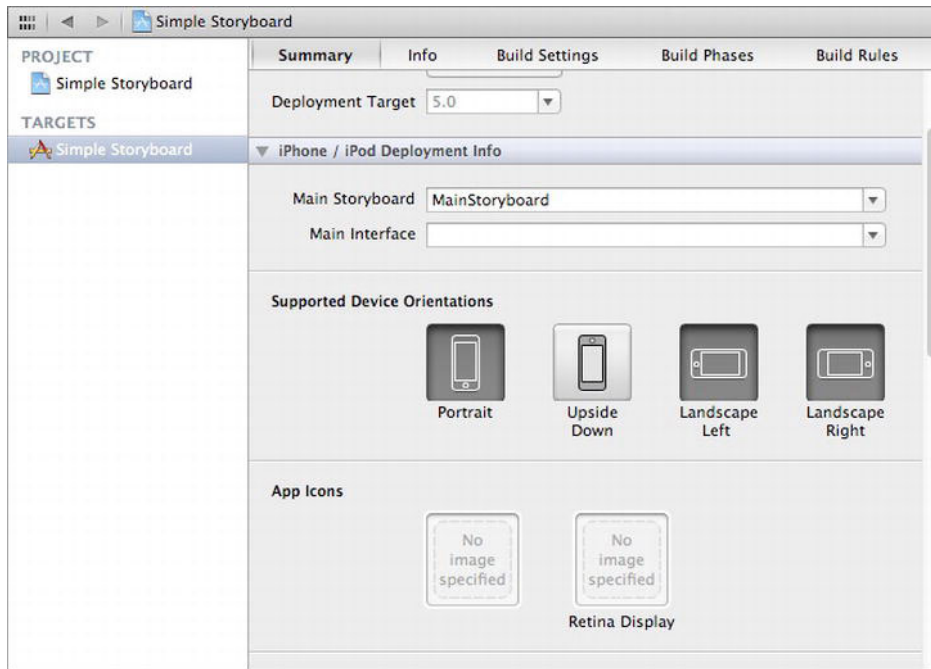 Simple Storyboard
PROJECT
Simple Storyboard
TARGETS
Simple Storyboard
Summary Info Build Settings Build Phases Build Rules
Deployment Target 5.0
iPhone / iPod Deployment Info
Main Storyboard MainStoryboard
Main Interface
Supported Device Orientations
Portrait Upside Landscape Landscape
Down Left Right
App Icons
No No
image image
specified specified
Retina Display